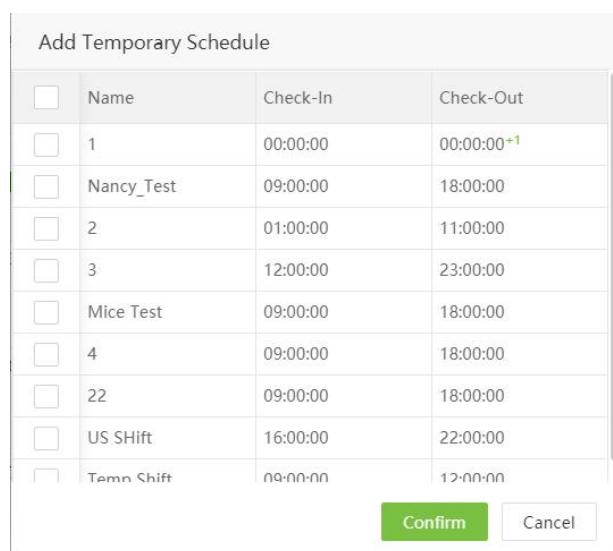 Add Temporary Schedule
Name Check-In Check-Out
1 00:00:00 00:00:00+1
Nancy_Test 09:00:00 18:00:00
2 01:00:00 11:00:00
3 12:00:00 23:00:00
Mice Test 09:00:00 18:00:00
4 09:00:00 18:00:00
22 09:00:00 18:00:00
US SHift 16:00:00 22:00:00
Temp Shift 09:00:00 12:00:00
Confirm Cancel